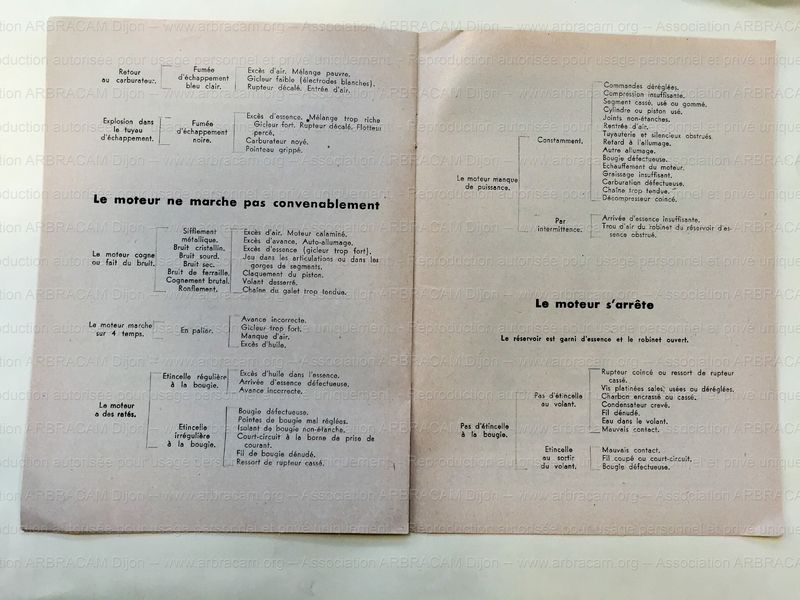 Retour
au carburateur.
Fumée
d'échappement
bleu clair.
Excès d'air. Mélange pauvre.
Gicleur faible (électrodes blanches).
Rupteur décalé. Entrée d'air.
Explosion dans
le tuyau
d'échappement.
Fumée
d'échappement
noire.
Excès d'essence. Mélange trop riche
Gicleur fort. Rupteur décalé. Flotteur
percé.
Carburateur noyé.
Pointeau grippé.
Le moteur ne marche pas convenablement
Le moteur cogne
ou fait du bruit.
Sifflement
métallique.
Bruit cristallin.
Bruit sourd.
Bruit sec.
Bruit de ferraille.
Cognement brutal.
Ronflement.
Excès d'air. Moteur calaminé.
Excès d'avance. Auto-allumage.
Excès d'essence (gicleur trop fort).
Jeu dans les articulations ou dans les
gorges de segments.
Claquement du piston.
Volant desserré.
Chaîne du galet trop tendue.
Le moteur marche
sur 4 temps.
En palier.
Avance incorrecte.
Gicleur trop fort.
Manque d'air.
Excès d'huile.
Le moteur
a des ratés.
Etincelle régulière
à la bougie.
Excès d'huile dans l'essence.
Arrivée d'essence défectueuse.
Avance incorrecte.
Etincelle
irrégulière
à la bougie.
Bougie défectueuse.
Pointes de bougie mal réglées.
Isolant de bougie non-étanche.
Court-circuit à la borne de prise de
courant.
Fil de bougie dénudé.
Ressort de rupteur cassé.
Le moteur manque
de puissance.
Constamment.
Commandes déréglées.
Compression insuffisante.
Segment cassé, usé ou gommé.
Cylindre ou piston usé.
Joints non-étanches.
Rentrée d'air.
Tuyauterie et silencieux obstrués.
Retard à l'allumage.
Autre allumage.
Bougie défectueuse.
Echauffement du moteur.
Graissage insuffisant.
Carburation défectueuse.
Chaîne trop tendue.
Décompresseur coincé.
Par
intermittence.
Arrivée d'essence insuffisante.
Trou d'air du robinet du réservoir d'es-
sence obstrué.
Le moteur s'arrête
Le réservoir est garni d'essence et le robinet ouvert.
Pas d'étincelle
à la bougie.
Pas d'étincelle
au volant.
Rupteur coincé ou ressort de rupteur
cassé.
Vis platinées sales, usées ou déréglées.
Charbon encrassé ou cassé.
Condensateur crevé.
Fil dénudé.
Eau dans le volant.
Mauvais contact.
Etincelle
au sortir
du volant.
Mauvais contact.
Fil coupé ou court-circuit.
Bougie défectueuse.